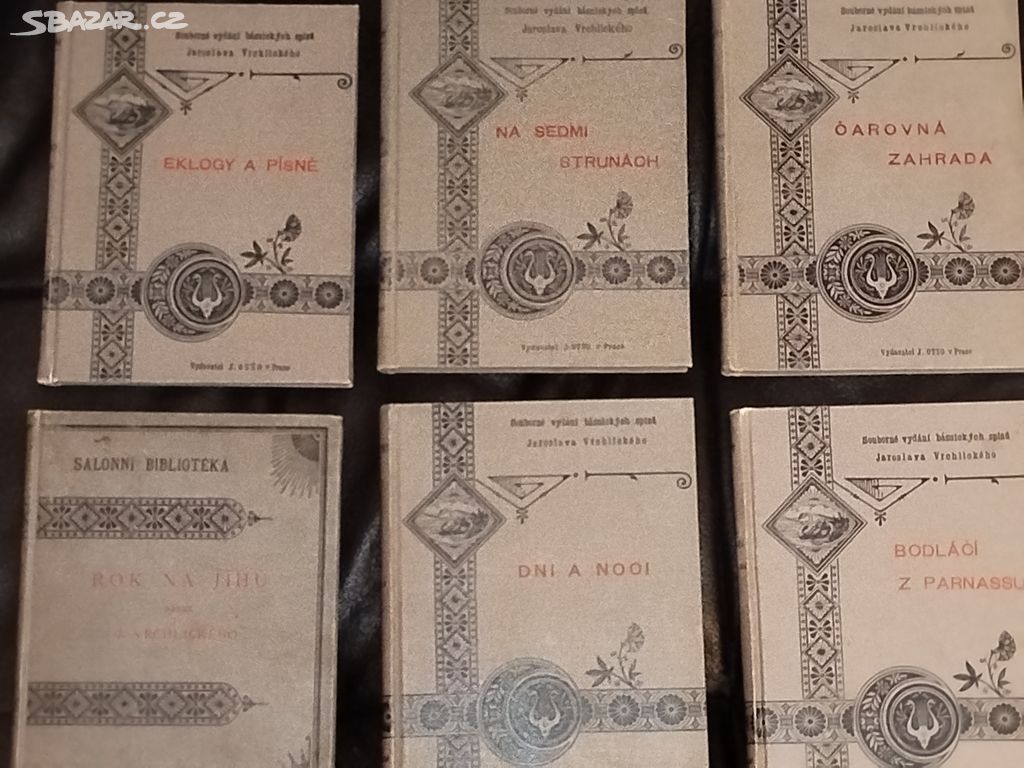 SBAZAR.CZ
Souborné vydání básnických spisů
Jaroslava Vrchlického
EKLOGY A PÍSNĚ
Vydavatel J. OTTO v Praze
Souborné vydání básnických spisů
Jaroslava Vrchlického
NA SEDMI
STRUNÁCH
Vydavatel J. OTTO v Praze
Souborné vydání básnických spisů
Jaroslava Vrchlického
ČAROVNÁ
ZAHRADA
Vydavatel J. OTTO v Praze
SALONNÍ BIBLIOTÉKA
ROK NA JIHU
J. VRCHLICKÉHO
Souborné vydání básnických spisů
Jaroslava Vrchlického
DNI A NOCI
Souborné vydání básnických spisů
Jaroslava Vrchlického
BODLÁČÍ
Z PARNASSU